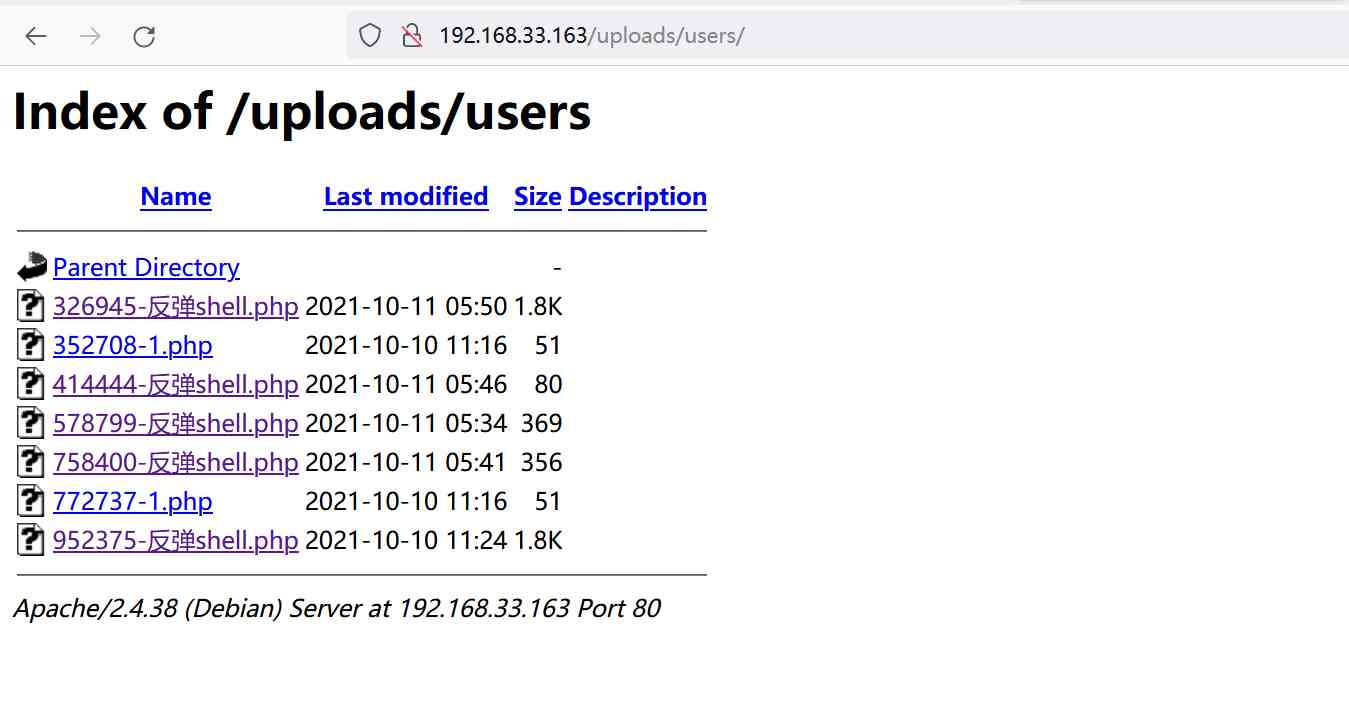 192.168.33.163/uploads/users/
Index of /uploads/users
Name Last modified Size Description
Parent Directory -
326945-反弹shell.php 2021-10-11 05:50 1.8K
352708-1.php 2021-10-10 11:16 51
414444-反弹shell.php 2021-10-11 05:46 80
578799-反弹shell.php 2021-10-11 05:34 369
758400-反弹shell.php 2021-10-11 05:41 356
772737-1.php 2021-10-10 11:16 51
952375-反弹shell.php 2021-10-10 11:24 1.8K
Apache/2.4.38 (Debian) Server at 192.168.33.163 Port 80